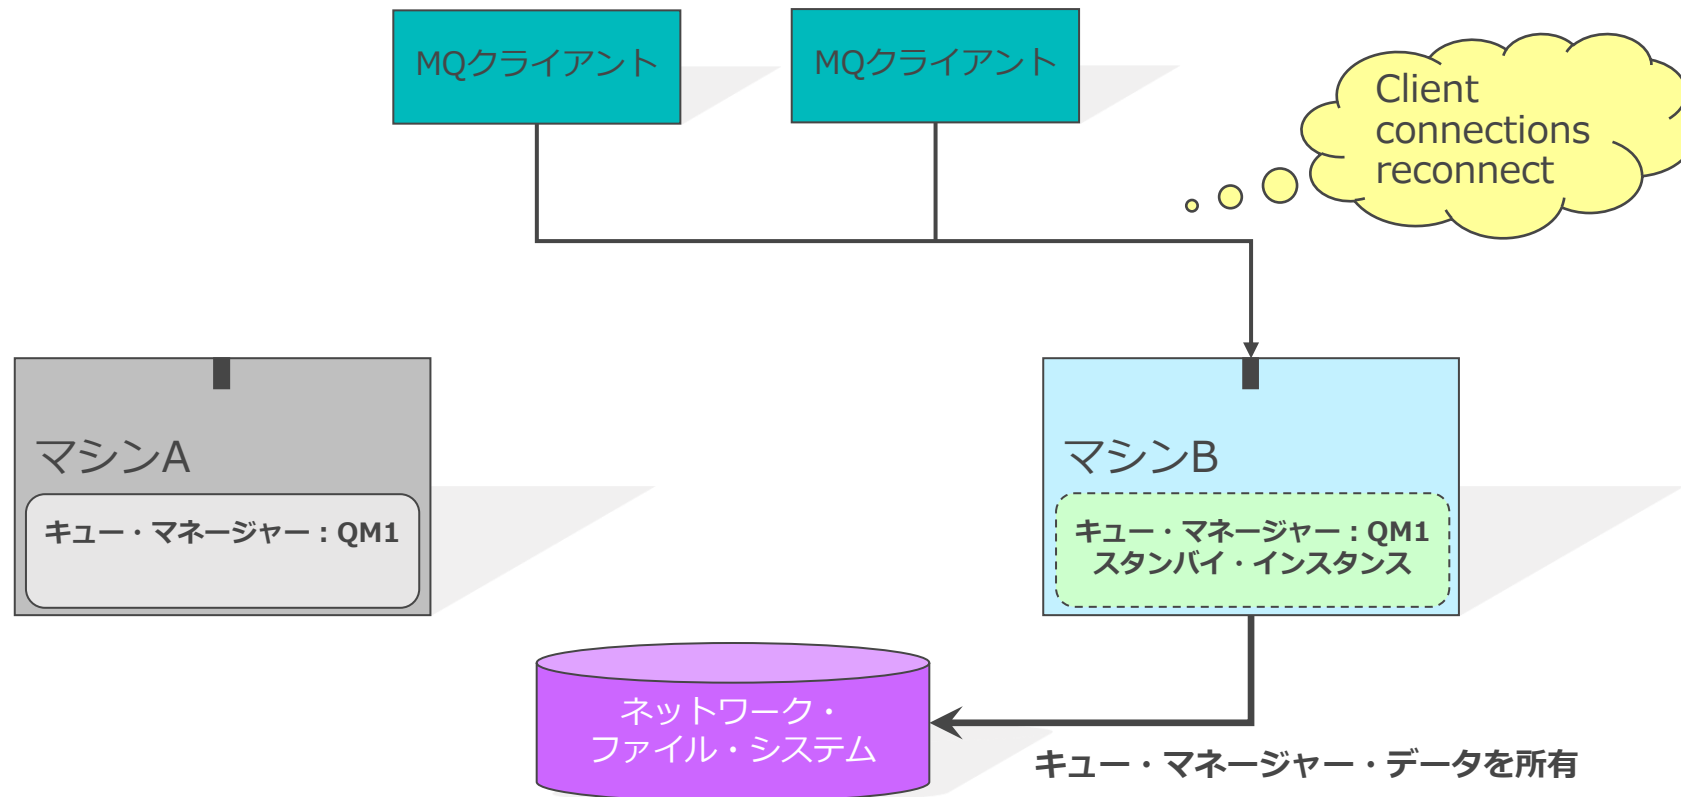 MQクライアント
MQクライアント
Client
connections
reconnect
マシンA
キュー・マネージャー：QM1
マシンB
キュー・マネージャー：QM1
スタンバイ・インスタンス
ネットワーク・
ファイル・システム
キュー・マネージャー・データを所有